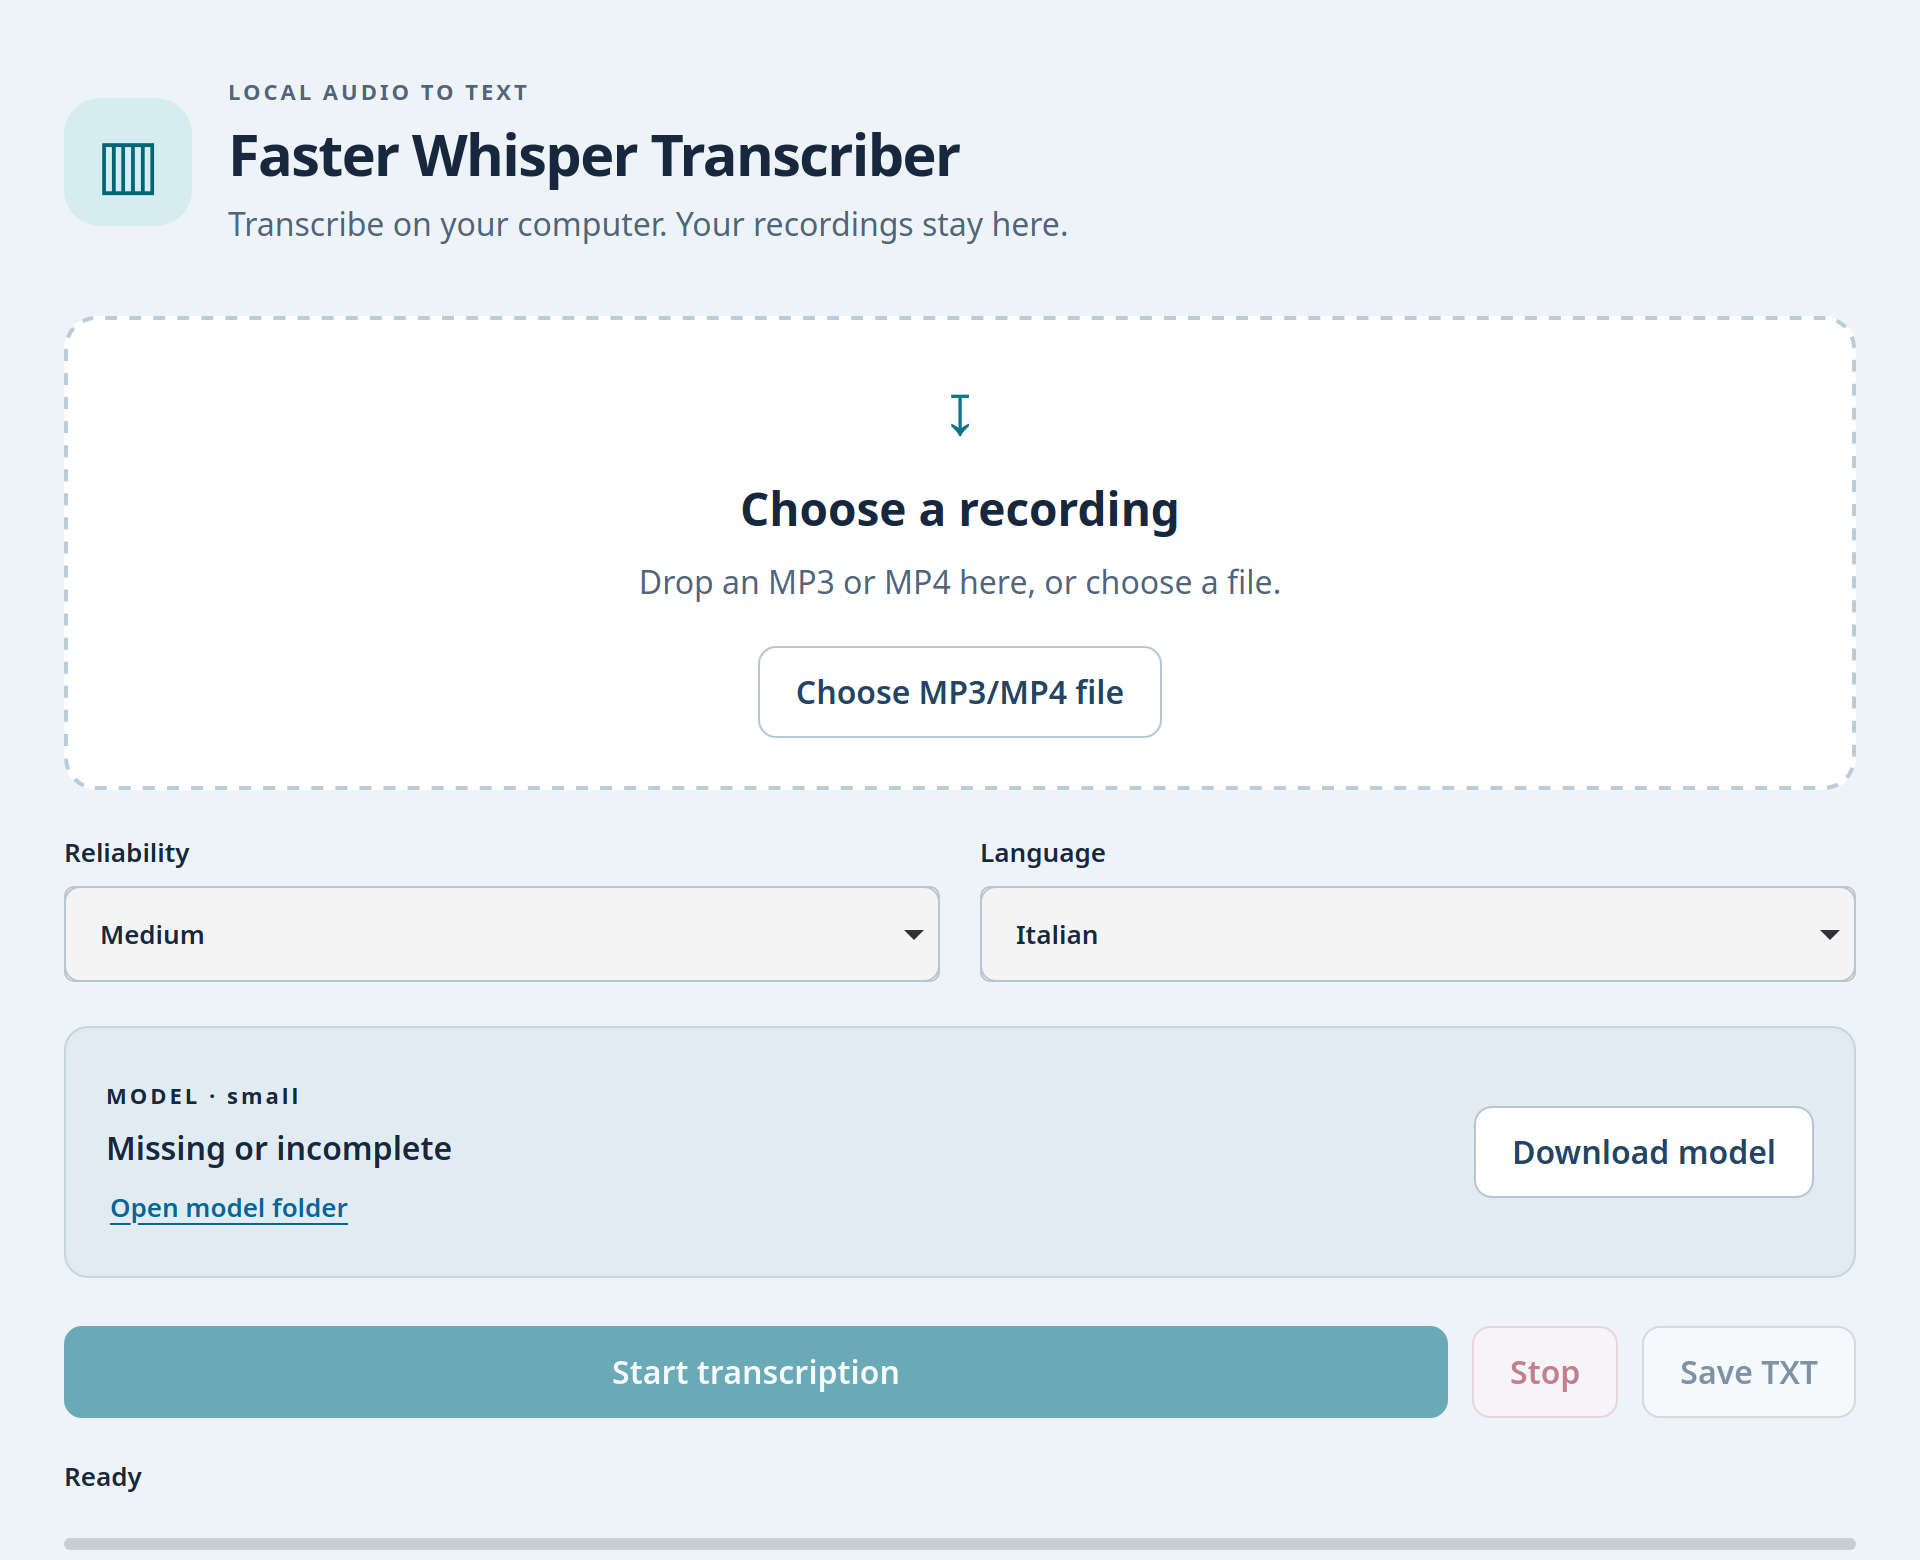 LOCAL AUDIO TO TEXT
Faster Whisper Transcriber
Transcribe on your computer. Your recordings stay here.
Choose a recording
Drop an MP3 or MP4 here, or choose a file.
Choose MP3/MP4 file
Reliability
Medium
Language
Italian
MODEL · small
Missing or incomplete
Open model folder
Download model
Start transcription
Stop
Save TXT
Ready